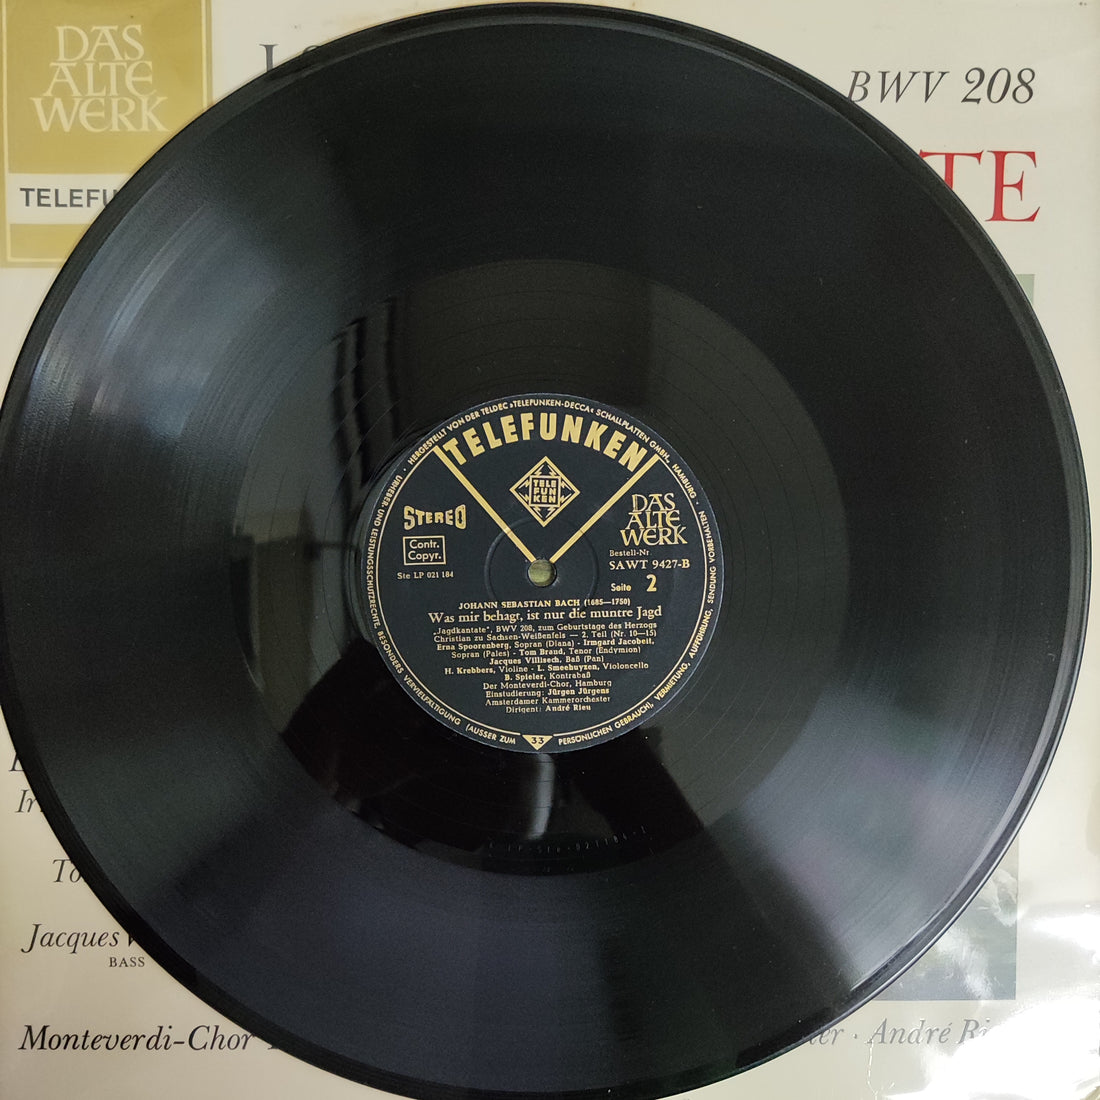 DAS
ALTE
WERK
TELEFU
BWV 208
TE
HERGESTELLT VON DER TELDEC »TELEFUNKEN-DECCA« SCHALLPLATTEN GMBH., HAMBURG ·
URHEBER- UND LEISTUNGSSCHUTZRECHTE, BESONDERS VERVIELFÄLTIGUNG (AUSSER ZUM
PERSÖNLICHEN GEBRAUCH), VERMIETUNG, AUFFÜHRUNG, SENDUNG VORBEHALTEN
TELEFUNKEN
TELE
FUN
KEN
STEREO
DAS
ALTE
WERK
Contr.
Copyr.
Bestell-Nr.
SAWT 9427-B
Ste LP 021 184
Seite 2
JOHANN SEBASTIAN BACH (1685—1750)
Was mir behagt, ist nur die muntre Jagd
„Jagdkantate", BWV 208, zum Geburtstage des Herzogs
Christian zu Sachsen-Weißenfels — 2. Teil (Nr. 10—15)
Erna Spoorenberg, Sopran (Diana) - Irmgard Jacobeit,
Sopran (Pales) - Tom Brand, Tenor (Endymion)
Jacques Villisech, Baß (Pan)
H. Krebbers, Violine - L. Smeehuyzen, Violoncello
B. Spieler, Kontrabaß
Der Monteverdi-Chor, Hamburg
Einstudierung: Jürgen Jürgens
Amsterdamer Kammerorchester
Dirigent: André Rieu
33
Ir
To
Jacques
BASS
Monteverdi-Chor
er · André Ri